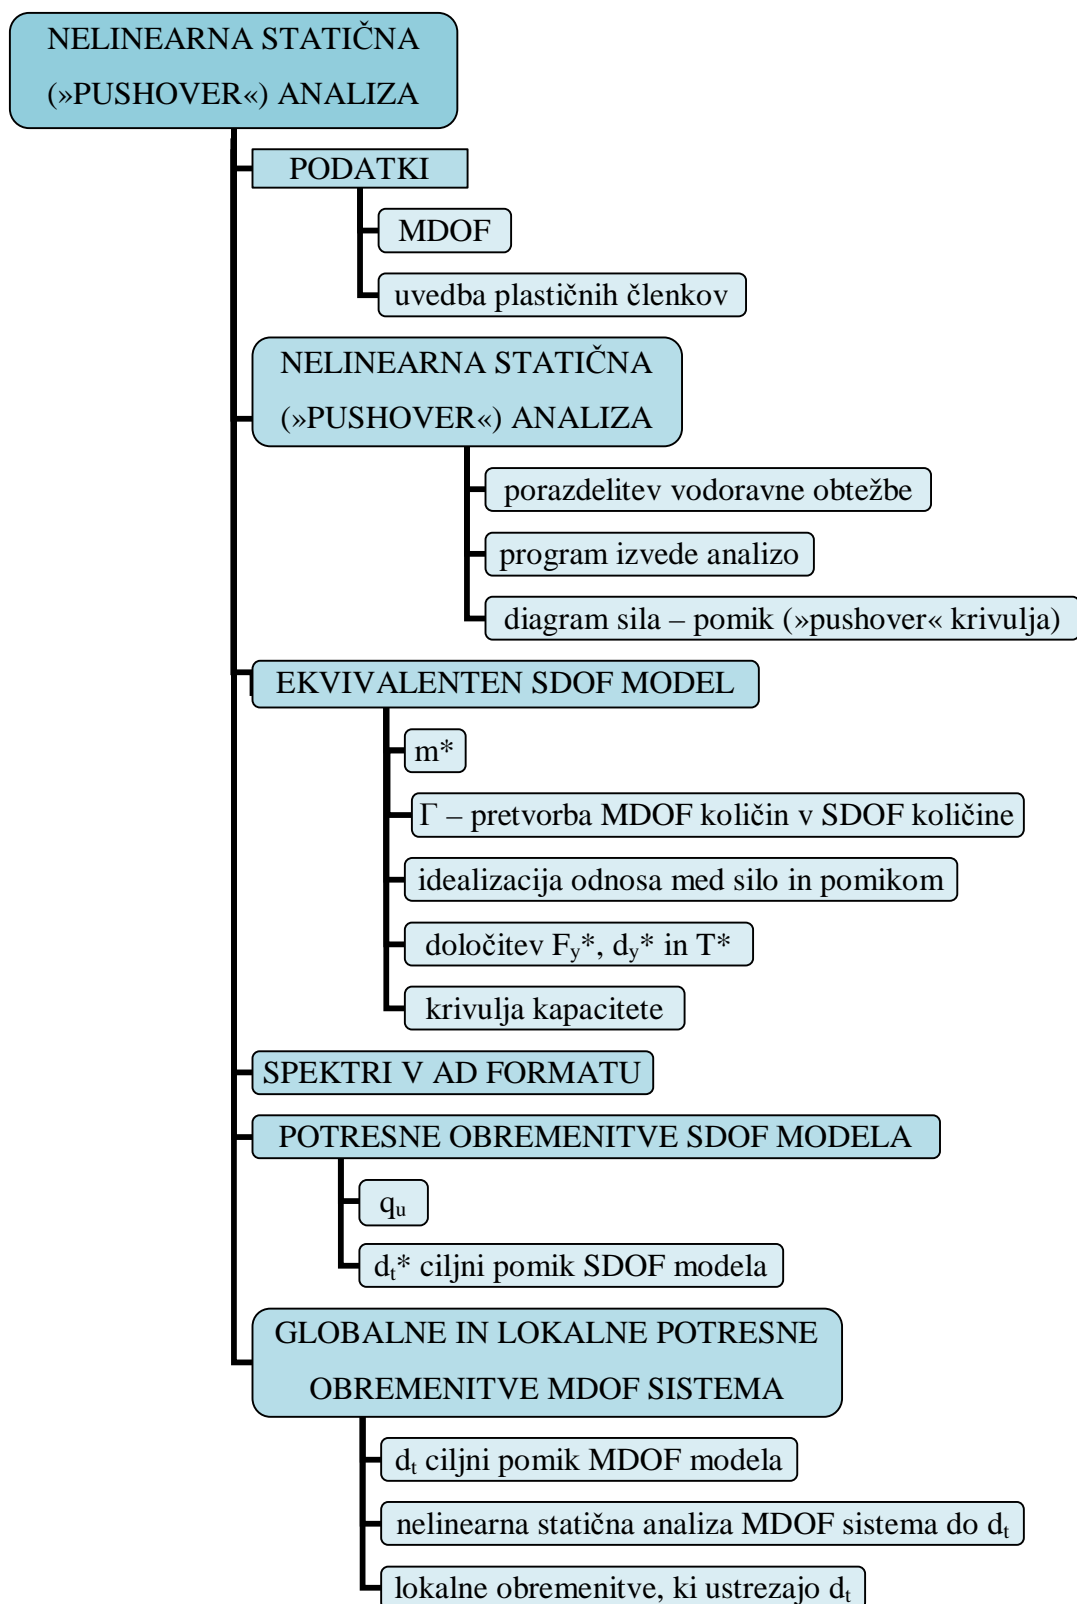 NELINEARNA STATIČNA
(»PUSHOVER«) ANALIZA
PODATKI
MDOF
uvedba plastičnih členkov
NELINEARNA STATIČNA
(»PUSHOVER«) ANALIZA
porazdelitev vodoravne obtežbe
program izvede analizo
diagram sila – pomik (»pushover« krivulja)
EKVIVALENTEN SDOF MODEL
m*
Γ – pretvorba MDOF količin v SDOF količine
idealizacija odnosa med silo in pomikom
določitev Fy*, dy* in T*
krivulja kapacitete
SPEKTRI V AD FORMATU
POTRESNE OBREMENITVE SDOF MODELA
qu
dt* ciljni pomik SDOF modela
GLOBALNE IN LOKALNE POTRESNE
OBREMENITVE MDOF SISTEMA
dt ciljni pomik MDOF modela
nelinearna statična analiza MDOF sistema do dt
lokalne obremenitve, ki ustrezajo dt